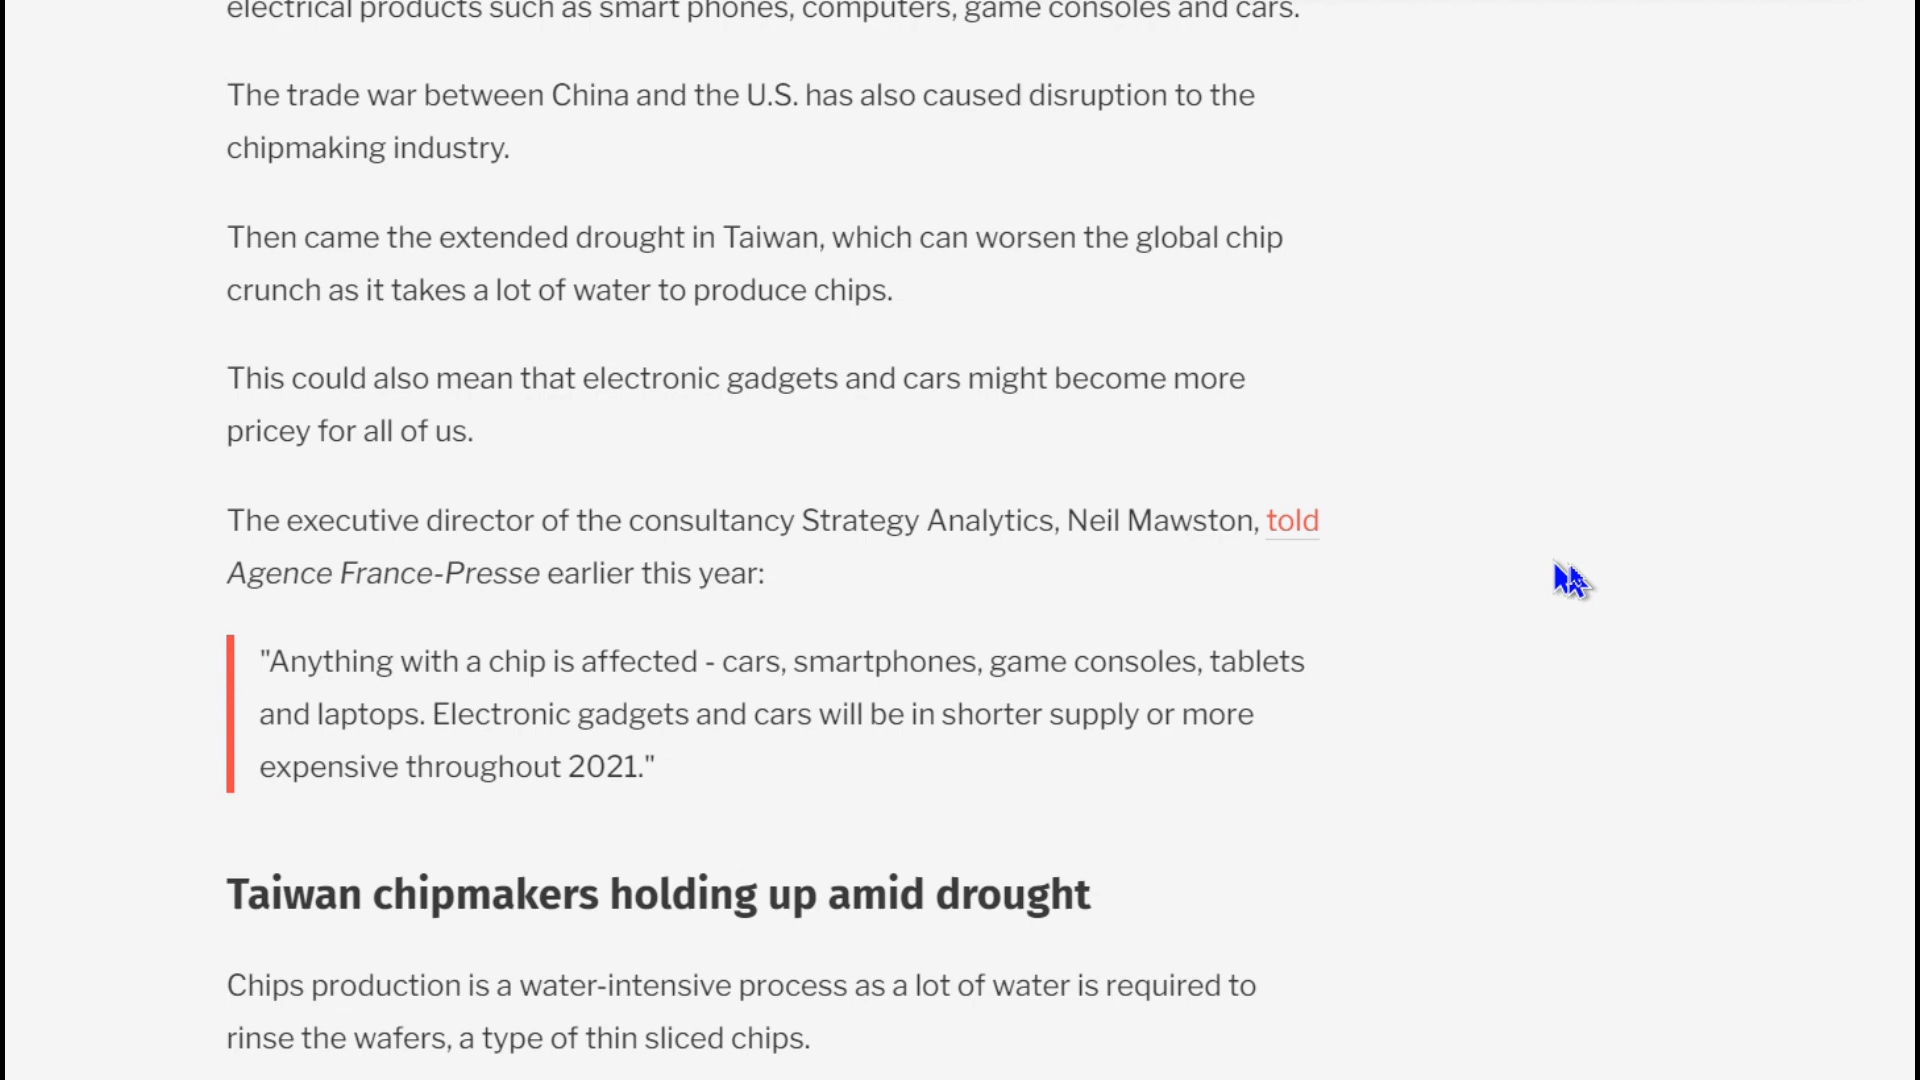 electrical products such as smart phones, computers, game consoles and cars.
The trade war between China and the U.S. has also caused disruption to the
chipmaking industry.
Then came the extended drought in Taiwan, which can worsen the global chip
crunch as it takes a lot of water to produce chips.
This could also mean that electronic gadgets and cars might become more
pricey for all of us.
The executive director of the consultancy Strategy Analytics, Neil Mawston, told
Agence France-Presse earlier this year:
"Anything with a chip is affected - cars, smartphones, game consoles, tablets
and laptops. Electronic gadgets and cars will be in shorter supply or more
expensive throughout 2021."
Taiwan chipmakers holding up amid drought
Chips production is a water-intensive process as a lot of water is required to
rinse the wafers, a type of thin sliced chips.